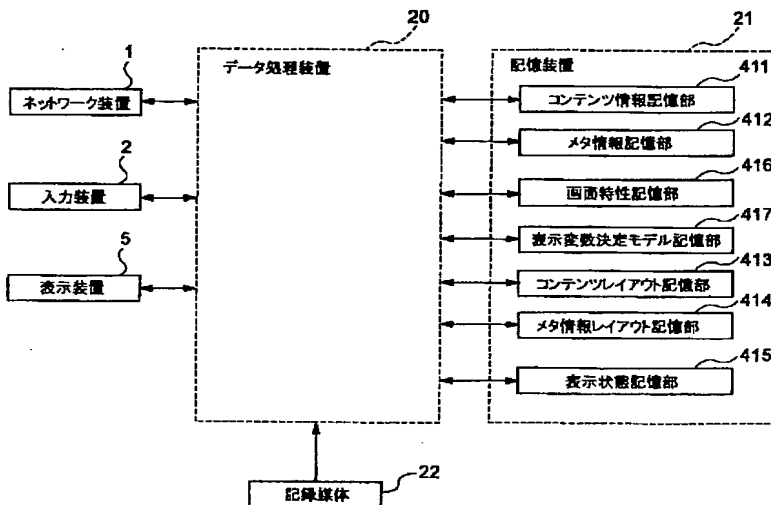 20
データ処理装置
1
ネットワーク装置
2
入力装置
5
表示装置
21
記憶装置
411
コンテンツ情報記憶部
412
メタ情報記憶部
416
画面特性記憶部
417
表示変数決定モデル記憶部
413
コンテンツレイアウト記憶部
414
メタ情報レイアウト記憶部
415
表示状態記憶部
22
記録媒体